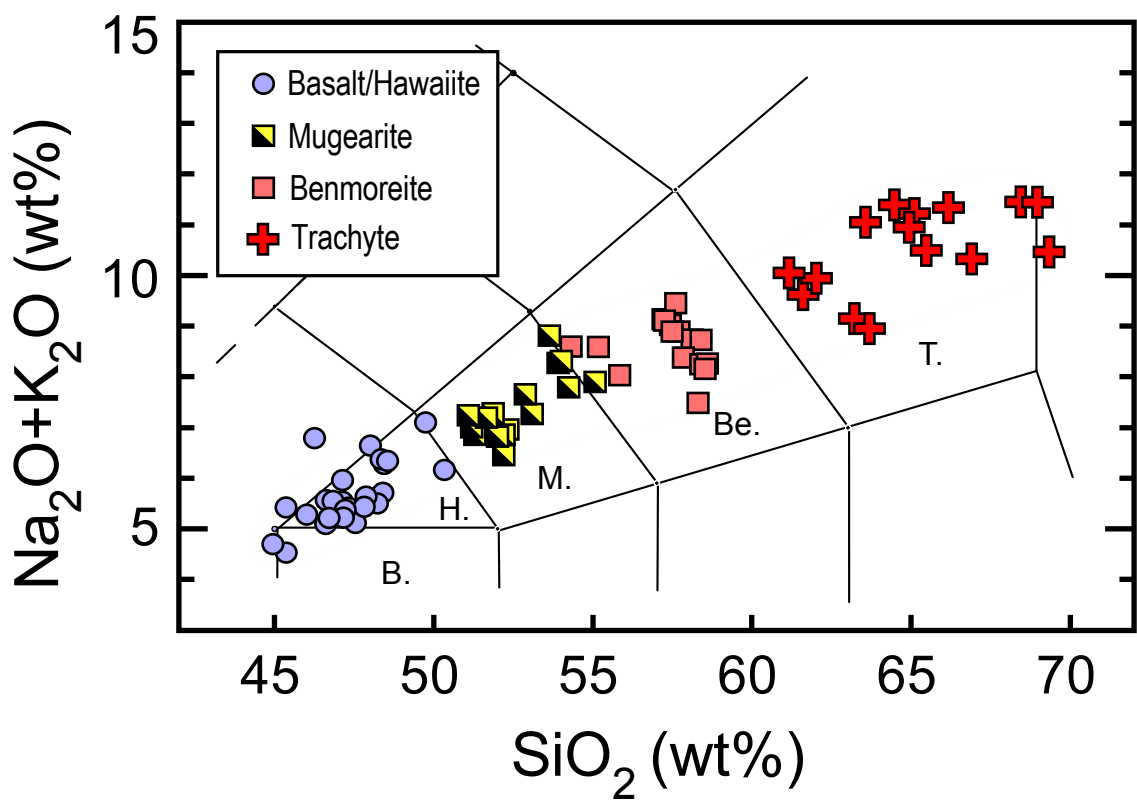 15
10
5
Na₂O+K₂O (wt%)
Basalt/Hawaiite
Mugearite
Benmoreite
Trachyte
T.
Be.
M.
H.
B.
45 50 55 60 65 70
SiO₂ (wt%)